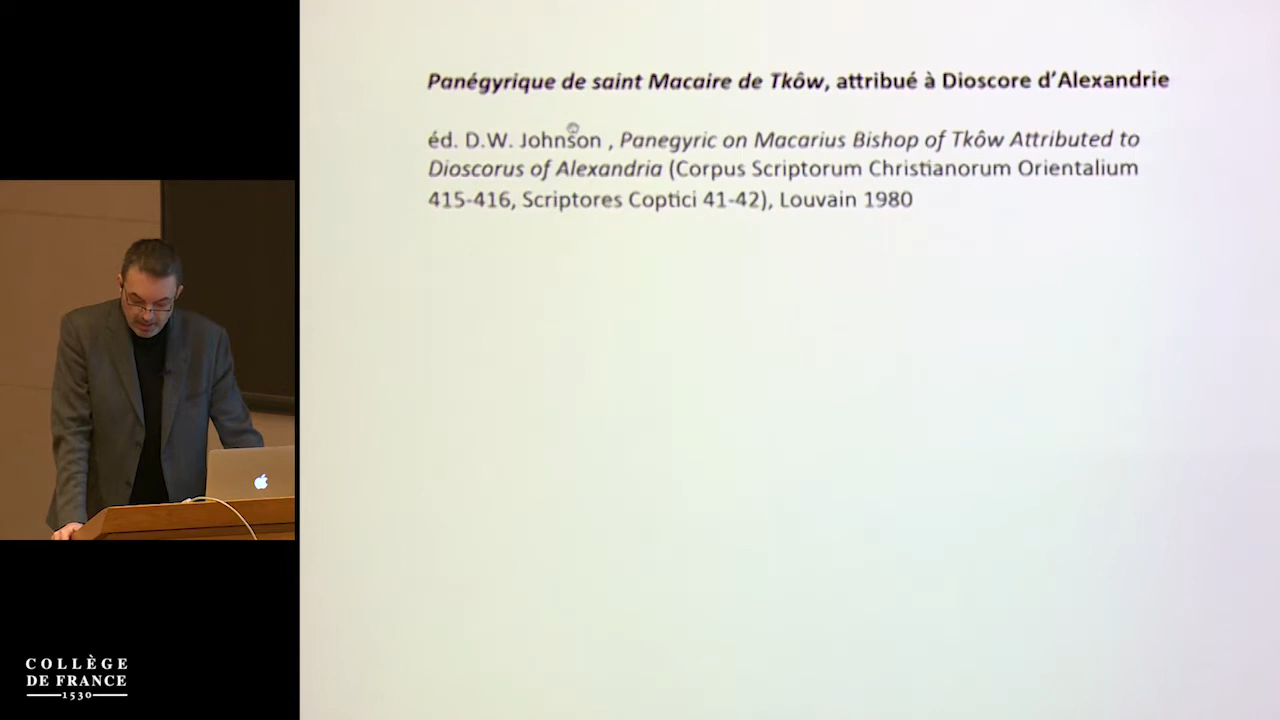 Panégyrique de saint Macaire de Tkôw, attribué à Dioscore d’Alexandrie
éd. D.W. Johnson , Panegyric on Macarius Bishop of Tkôw Attributed to
Dioscorus of Alexandria (Corpus Scriptorum Christianorum Orientalium
415-416, Scriptores Coptici 41-42), Louvain 1980
COLLÈGE
DE FRANCE
1530